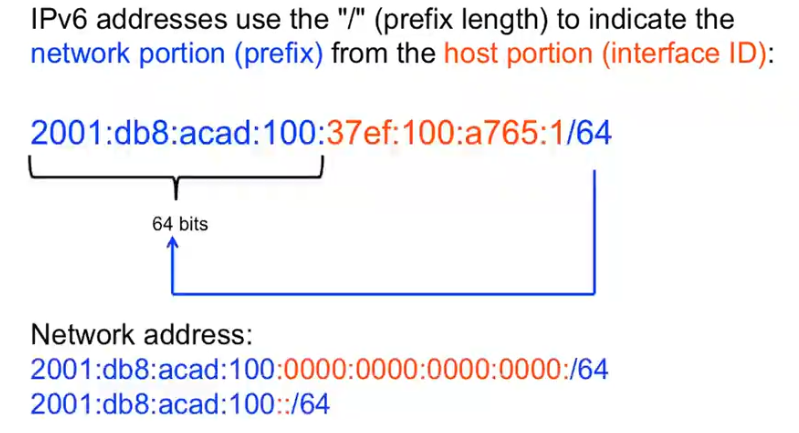 IPv6 addresses use the "/" (prefix length) to indicate the
network portion (prefix) from the host portion (interface ID):
2001:db8:acad:100:37ef:100:a765:1/64
64 bits
Network address:
2001:db8:acad:100:0000:0000:0000:0000:/64
2001:db8:acad:100::/64